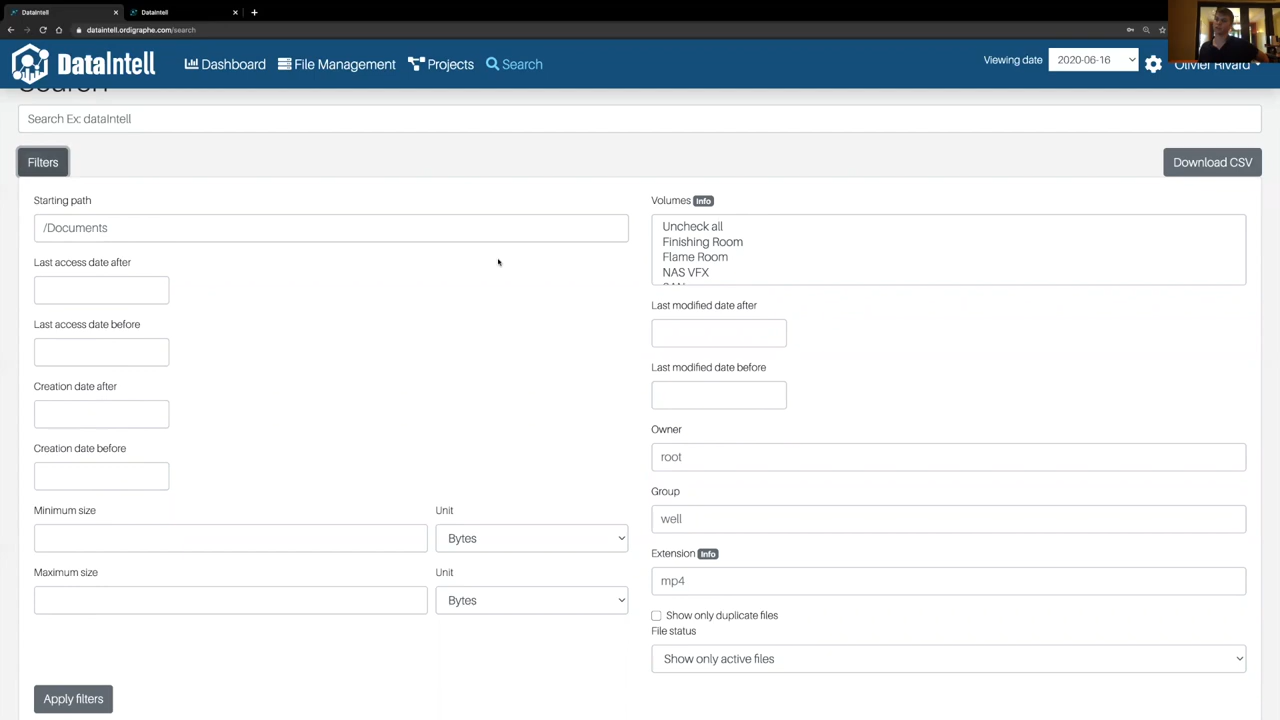 DataIntell
DataIntell
dataintell.ordigraphe.com/search
DataIntell
Dashboard
File Management
Projects
Search
Viewing date
2020-06-16
Olivier Rivard
Search
Search Ex: dataIntell
Filters
Download CSV
Starting path
/Documents
Last access date after
Last access date before
Creation date after
Creation date before
Minimum size
Unit
Bytes
Maximum size
Unit
Bytes
Apply filters
Volumes Info
Uncheck all
Finishing Room
Flame Room
NAS VFX
SAN
Last modified date after
Last modified date before
Owner
root
Group
well
Extension Info
mp4
Show only duplicate files
File status
Show only active files